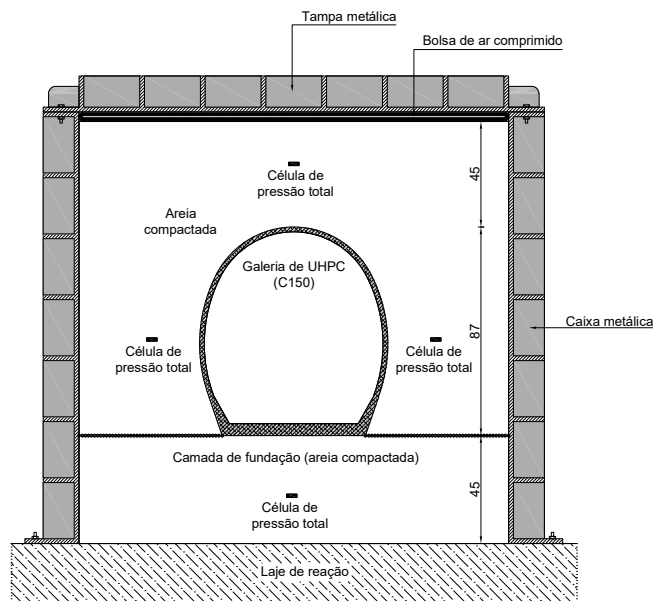 Tampa metálica
Bolsa de ar comprimido
Célula de
pressão total
45
Areia
compactada
Galeria de UHPC
(C150)
Caixa metálica
87
Célula de
pressão total
Célula de
pressão total
Camada de fundação (areia compactada)
45
Célula de
pressão total
Laje de reação